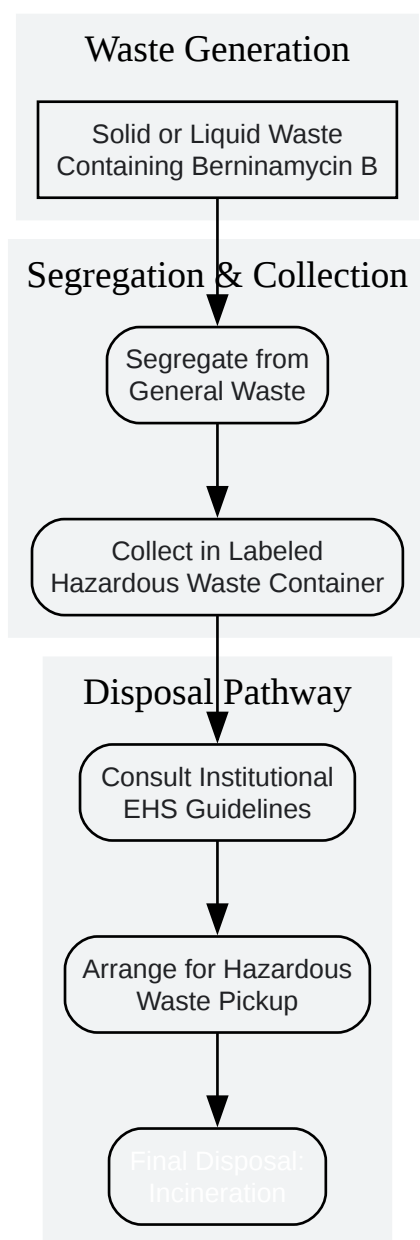 Waste Generation
Solid or Liquid Waste
Containing Berninamycin B
Segregation & Collection
Segregate from
General Waste
Collect in Labeled
Hazardous Waste Container
Disposal Pathway
Consult Institutional
EHS Guidelines
Arrange for Hazardous
Waste Pickup
Final Disposal:
Incineration